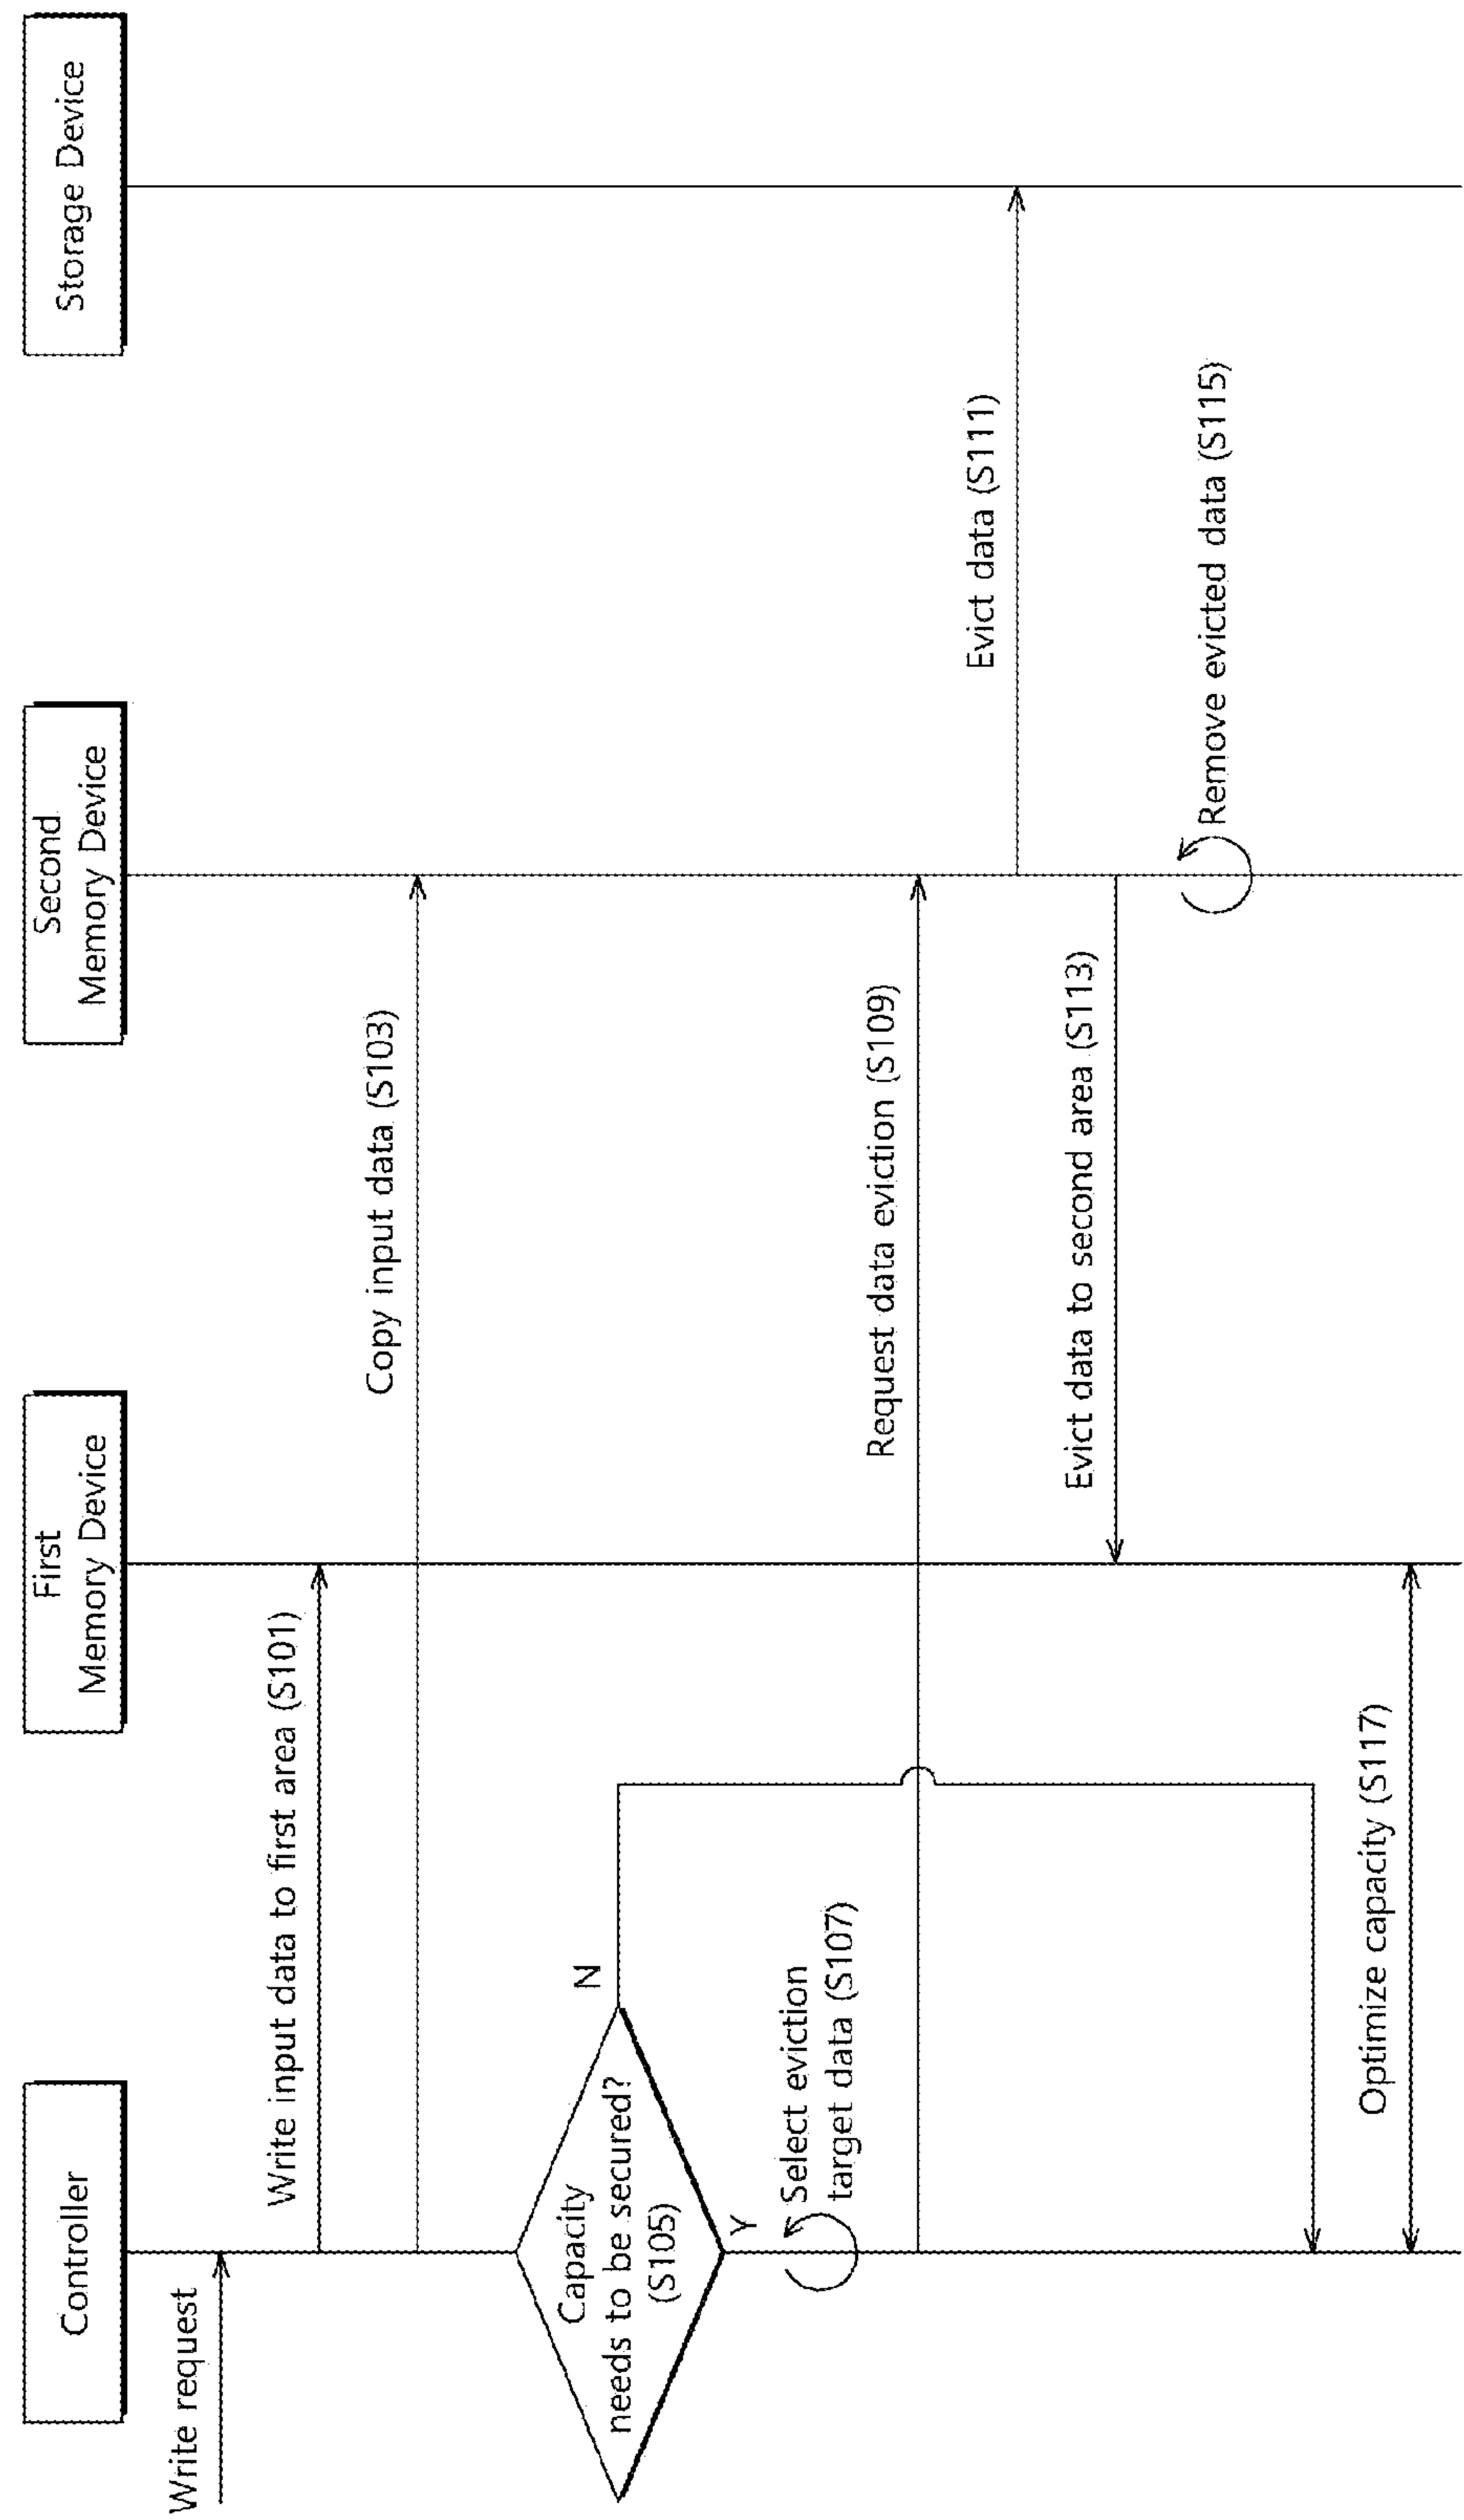 Controller
First
Memory Device
Second
Memory Device
Storage Device
Write request
Write input data to first area (S101)
Copy input data (S103)
Capacity
needs to be secured?
(S105)
N
Y
Select eviction
target data (S107)
Request data eviction (S109)
Evict data (S111)
Evict data to second area (S113)
Remove evicted data (S115)
Optimize capacity (S117)